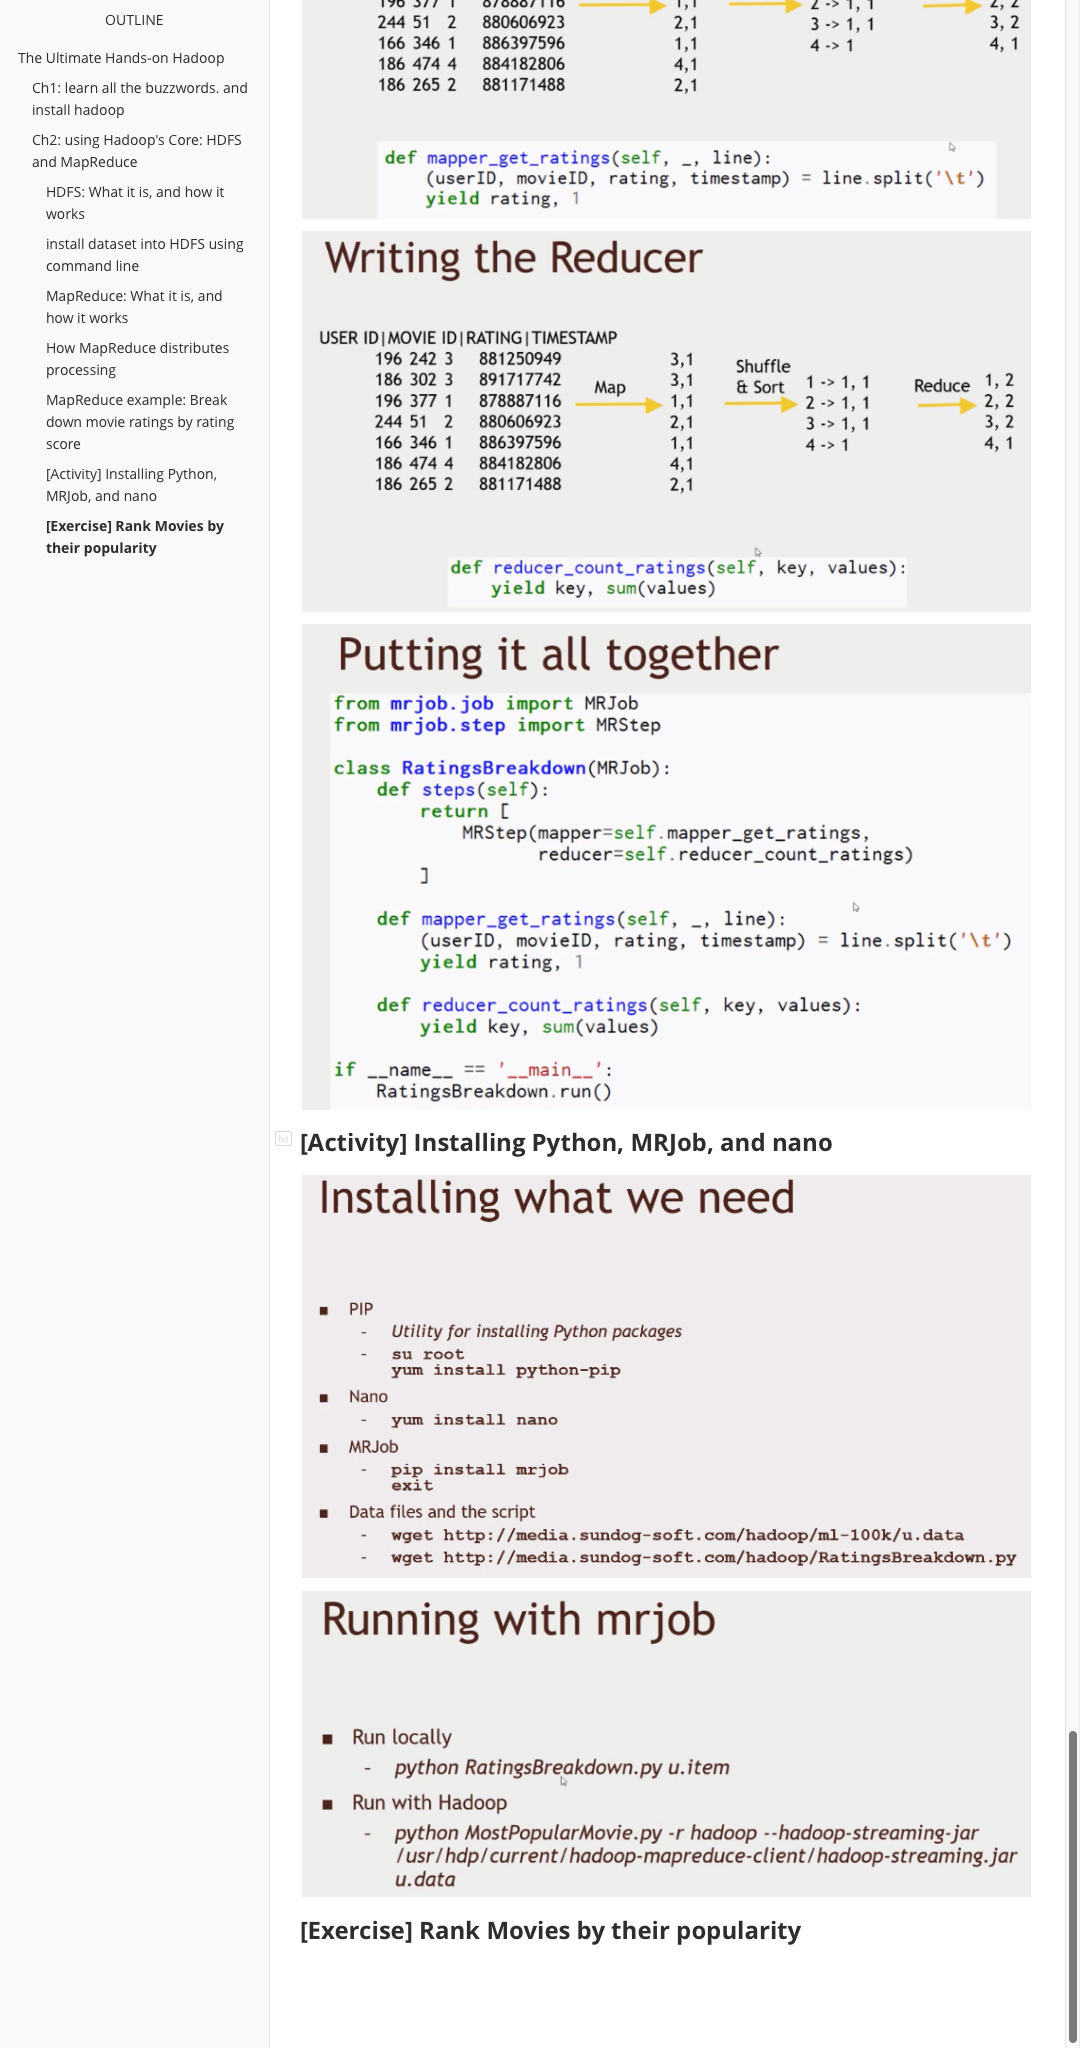 OUTLINE
The Ultimate Hands-on Hadoop
Ch1: learn all the buzzwords. and
install hadoop
Ch2: using Hadoop's Core: HDFS
and MapReduce
HDFS: What it is, and how it
works
install dataset into HDFS using
command line
MapReduce: What it is, and
how it works
How MapReduce distributes
processing
MapReduce example: Break
down movie ratings by rating
score
[Activity] Installing Python,
MRJob, and nano
[Exercise] Rank Movies by
their popularity
196 377 1 878887116 1,1 2 -> 1, 1 2, 2
244 51 2 880606923 2,1 3 -> 1, 1 3, 2
166 346 1 886397596 1,1 4 -> 1 4, 1
186 474 4 884182806 4,1
186 265 2 881171488 2,1
def mapper_get_ratings(self, _, line):
(userID, movieID, rating, timestamp) = line.split('\t')
yield rating, 1
Writing the Reducer
USER ID|MOVIE ID|RATING|TIMESTAMP
196 242 3 881250949 3,1 Shuffle
186 302 3 891717742 Map 3,1 & Sort 1 -> 1, 1 Reduce 1, 2
196 377 1 878887116 1,1 2 -> 1, 1 2, 2
244 51 2 880606923 2,1 3 -> 1, 1 3, 2
166 346 1 886397596 1,1 4 -> 1 4, 1
186 474 4 884182806 4,1
186 265 2 881171488 2,1
def reducer_count_ratings(self, key, values):
yield key, sum(values)
Putting it all together
from mrjob.job import MRJob
from mrjob.step import MRStep
class RatingsBreakdown(MRJob):
def steps(self):
return [
MRStep(mapper=self.mapper_get_ratings,
reducer=self.reducer_count_ratings)
]
def mapper_get_ratings(self, _, line):
(userID, movieID, rating, timestamp) = line.split('\t')
yield rating, 1
def reducer_count_ratings(self, key, values):
yield key, sum(values)
if __name__ == '__main__':
RatingsBreakdown.run()
h3
[Activity] Installing Python, MRJob, and nano
Installing what we need
■ PIP
- Utility for installing Python packages
- su root
yum install python-pip
■ Nano
- yum install nano
■ MRJob
- pip install mrjob
exit
■ Data files and the script
- wget http://media.sundog-soft.com/hadoop/ml-100k/u.data
- wget http://media.sundog-soft.com/hadoop/RatingsBreakdown.py
Running with mrjob
■ Run locally
- python RatingsBreakdown.py u.item
■ Run with Hadoop
- python MostPopularMovie.py -r hadoop --hadoop-streaming-jar
/usr/hdp/current/hadoop-mapreduce-client/hadoop-streaming.jar
u.data
[Exercise] Rank Movies by their popularity